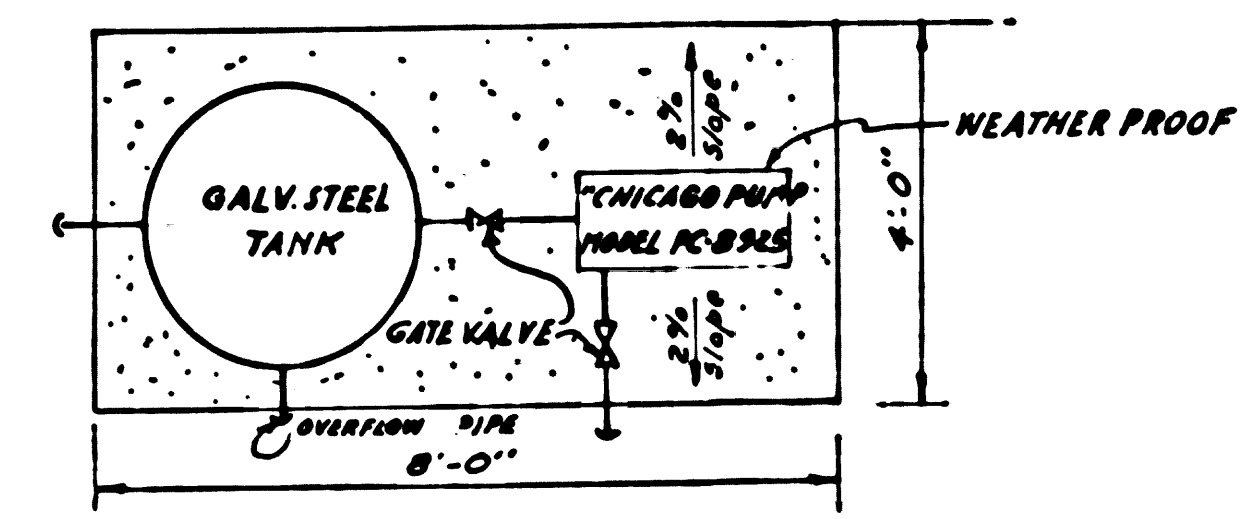 2%
slope
WEATHER PROOF
GALV. STEEL
TANK
"CHICAGO PUMP
MODEL PC-8925
4'-0"
GATE VALVE
2%
slope
OVERFLOW PIPE
8'-0"